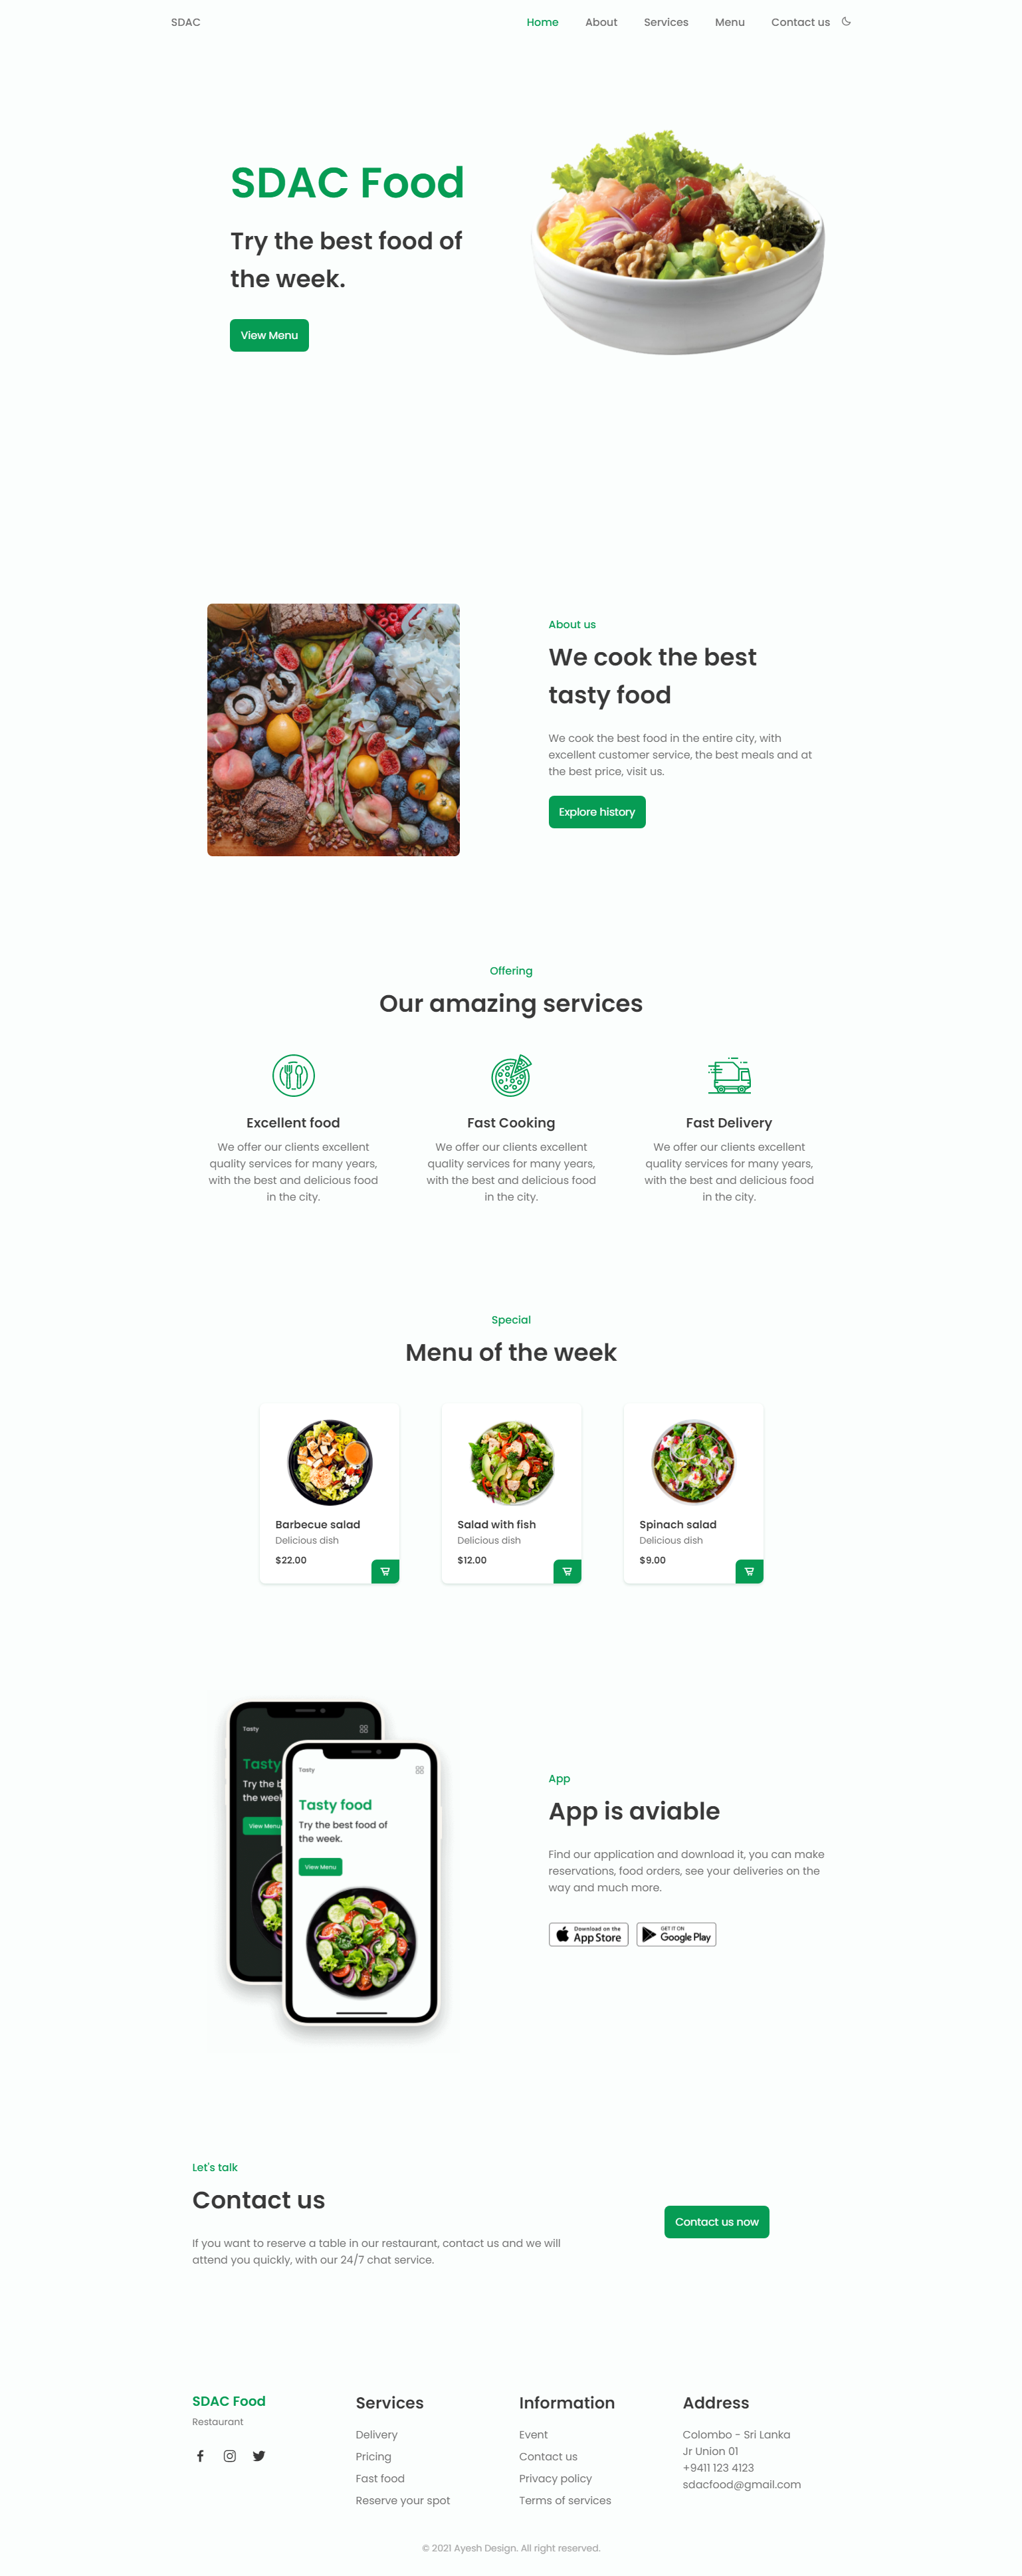 SDAC
Home About Services Menu Contact us
SDAC Food
Try the best food of
the week.
View Menu
About us
We cook the best
tasty food
We cook the best food in the entire city, with
excellent customer service, the best meals and at
the best price, visit us.
Explore history
Offering
Our amazing services
Excellent food
We offer our clients excellent
quality services for many years,
with the best and delicious food
in the city.
Fast Cooking
We offer our clients excellent
quality services for many years,
with the best and delicious food
in the city.
Fast Delivery
We offer our clients excellent
quality services for many years,
with the best and delicious food
in the city.
Special
Menu of the week
Barbecue salad
Delicious dish
$22.00
Salad with fish
Delicious dish
$12.00
Spinach salad
Delicious dish
$9.00
Tasty
Tasty
Try the b
the wee
View Menu
Tasty
Tasty food
Try the best food of
the week.
View Menu
App
App is aviable
Find our application and download it, you can make
reservations, food orders, see your deliveries on the
way and much more.
Download on the
App Store
GET IT ON
Google Play
Let's talk
Contact us
If you want to reserve a table in our restaurant, contact us and we will
attend you quickly, with our 24/7 chat service.
Contact us now
SDAC Food
Restaurant
Services
Delivery
Pricing
Fast food
Reserve your spot
Information
Event
Contact us
Privacy policy
Terms of services
Address
Colombo - Sri Lanka
Jr Union 01
+9411 123 4123
sdacfood@gmail.com
© 2021 Ayesh Design. All right reserved.